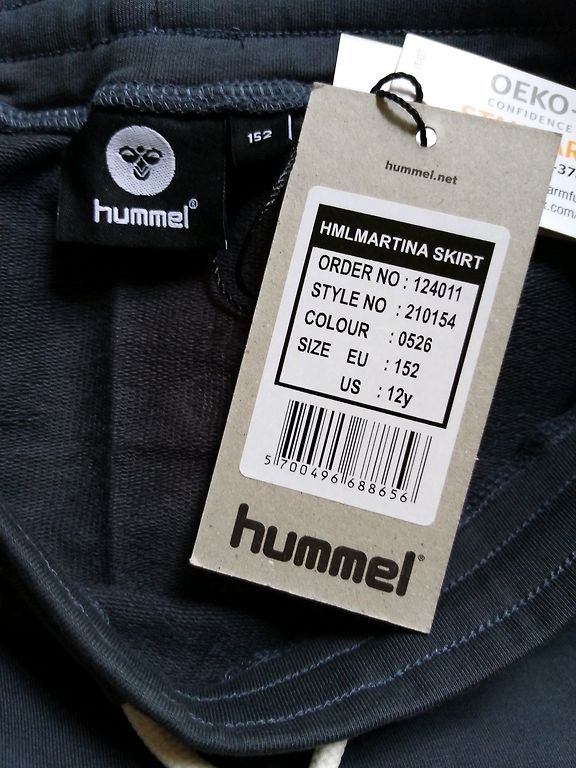 hummel®
152
hummel.net
HMLMARTINA SKIRT
ORDER NO : 124011
STYLE NO : 210154
COLOUR : 0526
SIZE EU : 152
US : 12y
5 700496 688656
hummel®
OEKO-
CONFIDENCE